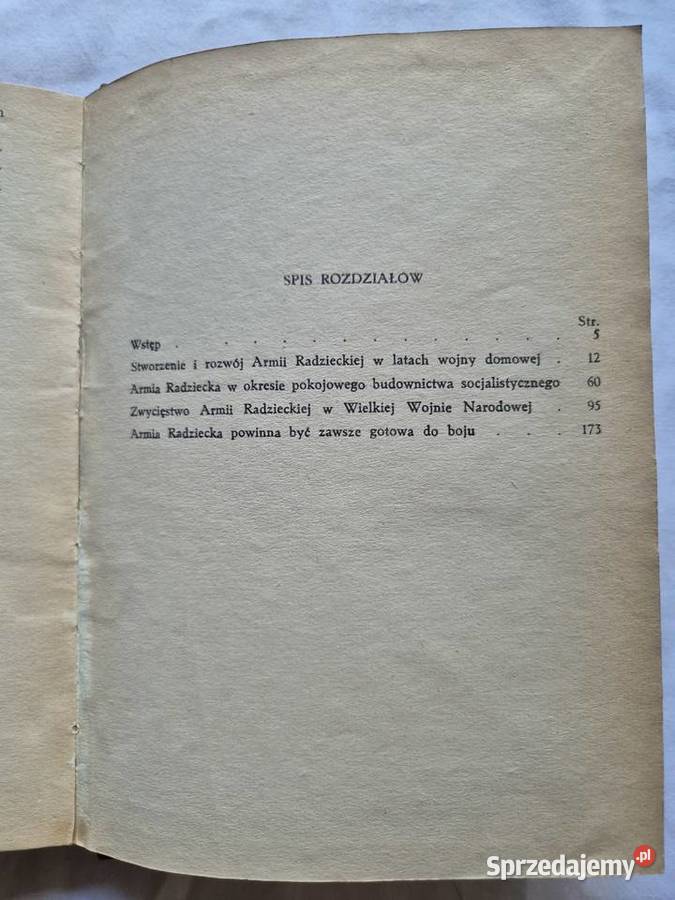 SPIS ROZDZIAŁÓW
Str.
Wstęp . . . . . . . . . . . . . . 5
Stworzenie i rozwój Armii Radzieckiej w latach wojny domowej . 12
Armia Radziecka w okresie pokojowego budownictwa socjalistycznego 60
Zwycięstwo Armii Radzieckiej w Wielkiej Wojnie Narodowej . 95
Armia Radziecka powinna być zawsze gotowa do boju . . . 173
Sprzedajemy.pl